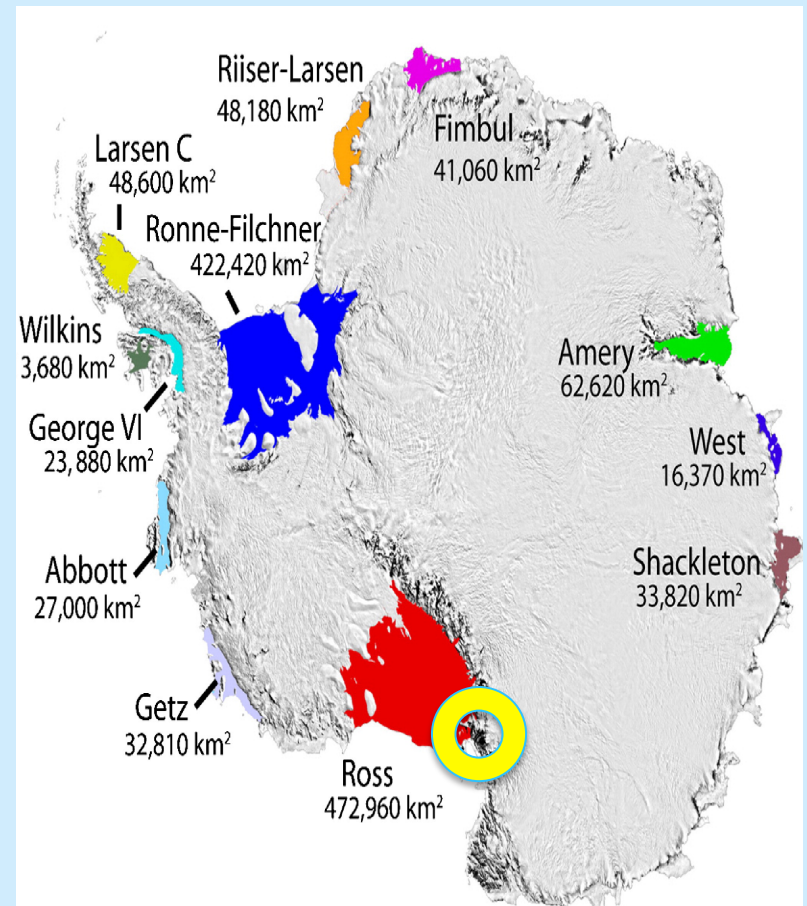 Riiser-Larsen
48,180 km²
Fimbul
41,060 km²
Larsen C
48,600 km²
Ronne-Filchner
422,420 km²
Wilkins
3,680 km²
George VI
23,880 km²
Amery
62,620 km²
West
16,370 km²
Abbott
27,000 km²
Shackleton
33,820 km²
Getz
32,810 km²
Ross
472,960 km²